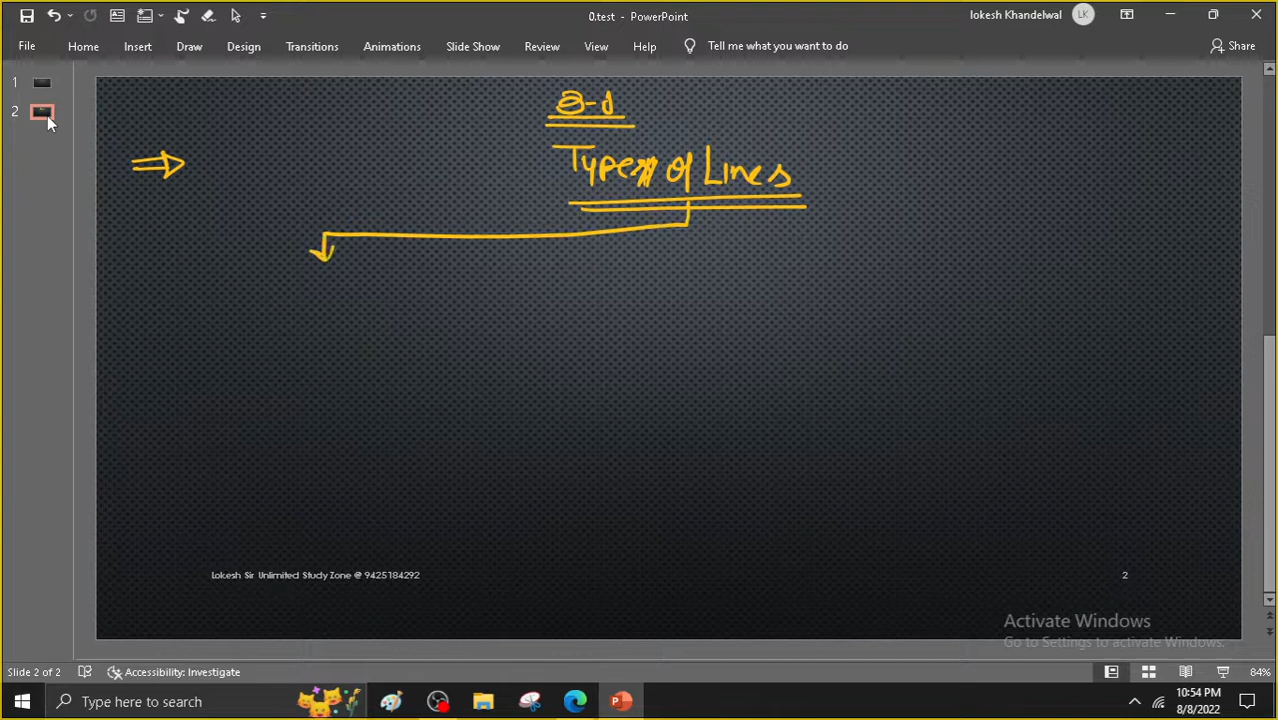 0.test - PowerPoint
lokesh Khandelwal LK
File Home Insert Draw Design Transitions Animations Slide Show Review View Help Tell me what you want to do Share
1
2
Types of Lines
Lokesh Sir Unlimited Study Zone @ 9425184292
2
Activate Windows
Go to Settings to activate Windows.
Slide 2 of 2 Accessibility: Investigate 84%
Type here to search
10:54 PM
8/8/2022